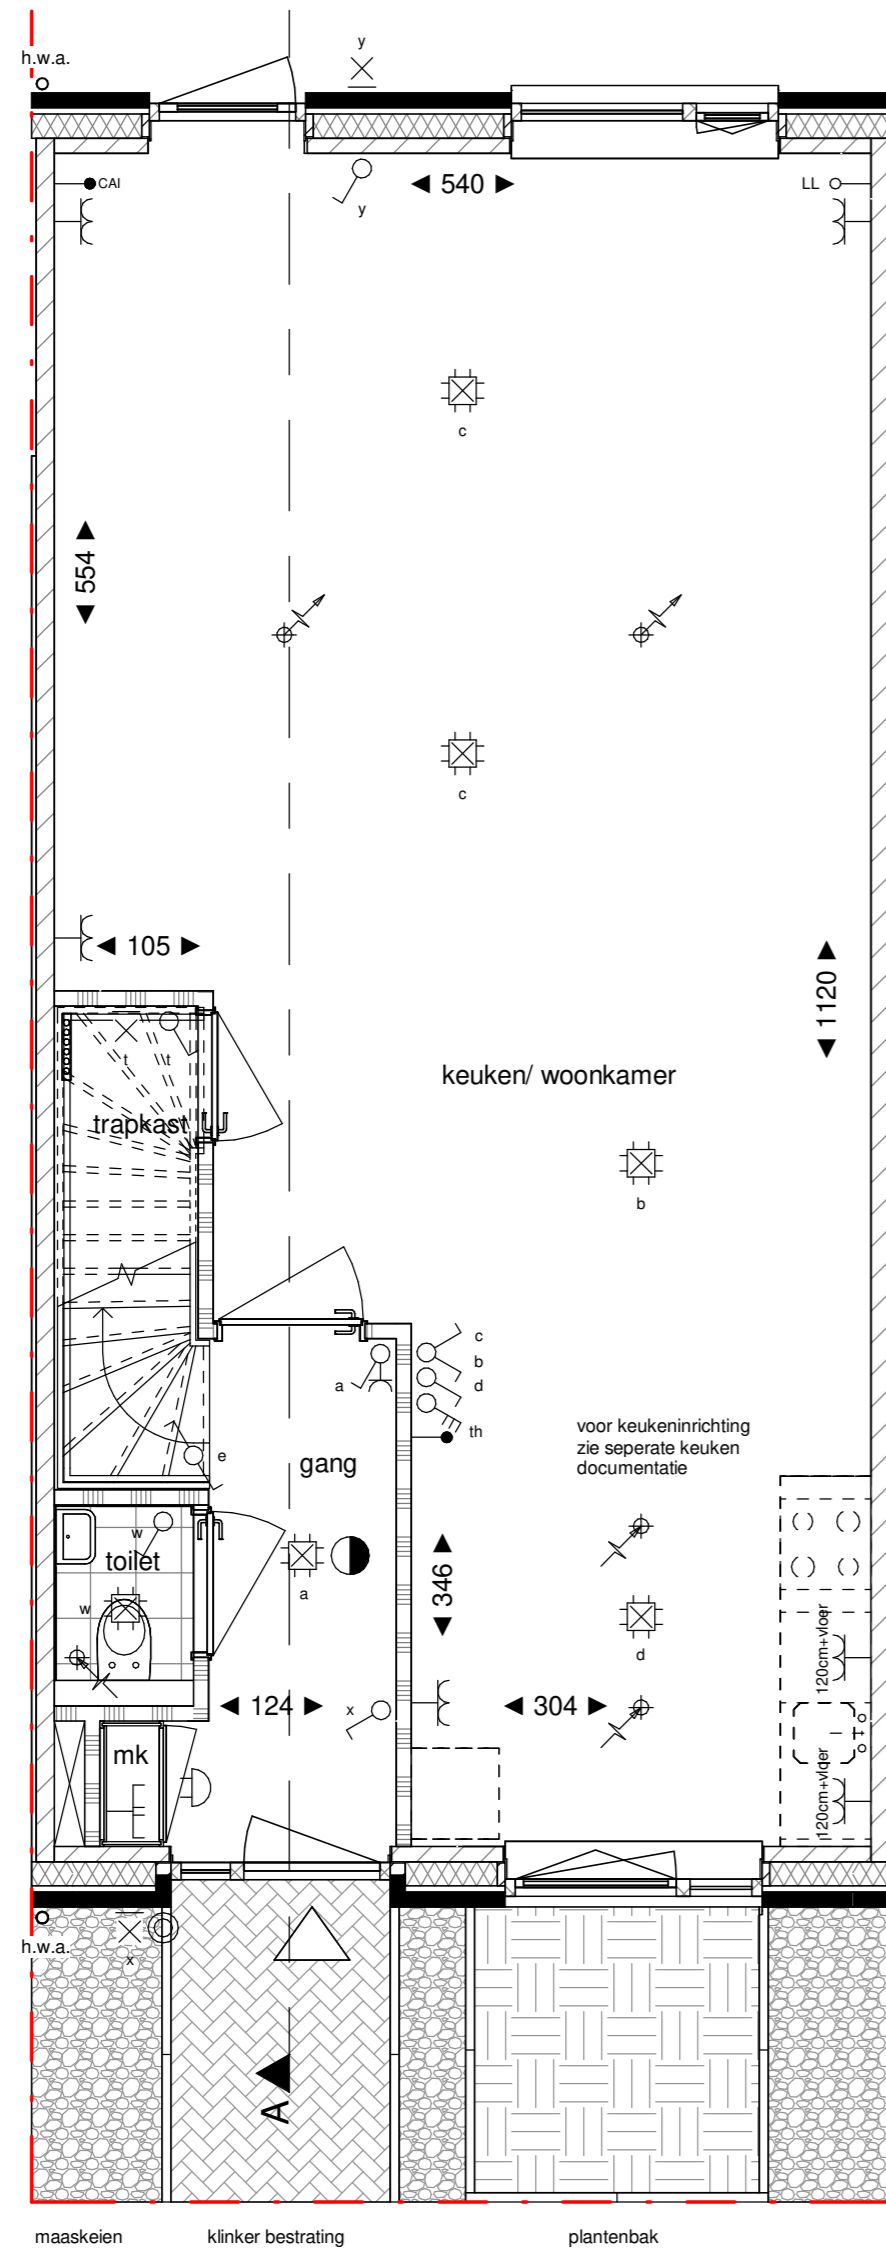 y
h.w.a.
CAI
y
◄ 540 ►
LL
c
◄ 554 ►
c
◄ 105 ►
◄ 1120 ►
t
t
keuken/ woonkamer
trapkast
b
c
b
a
d
th
voor keukeninrichting
zie seperate keuken
documentatie
e
gang
w
toilet
a
◄ 346 ►
w
d
120cm+vloer
◄ 124 ►
x
◄ 304 ►
mk
120cm+vloer
h.w.a.
x
A
maaskeien
klinker bestrating
plantenbak